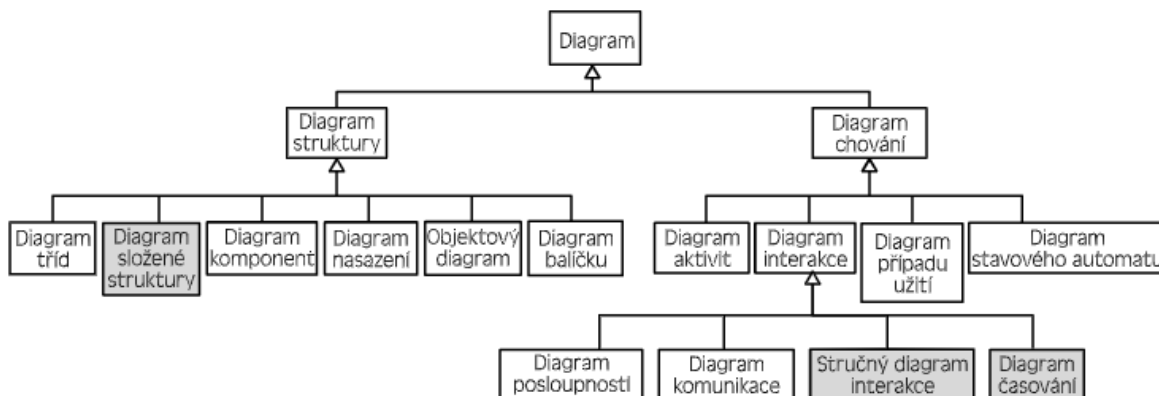 Diagram
Diagram
struktury
Diagram
chování
Diagram
tříd
Diagram
složené
struktury
Diagram
komponent
Diagram
nasazení
Objektový
diagram
Diagram
balíčku
Diagram
aktivit
Diagram
interakce
Diagram
případu
užití
Diagram
stavového automatu
Diagram
posloupnosti
Diagram
komunikace
Stručný diagram
interakce
Diagram
časování